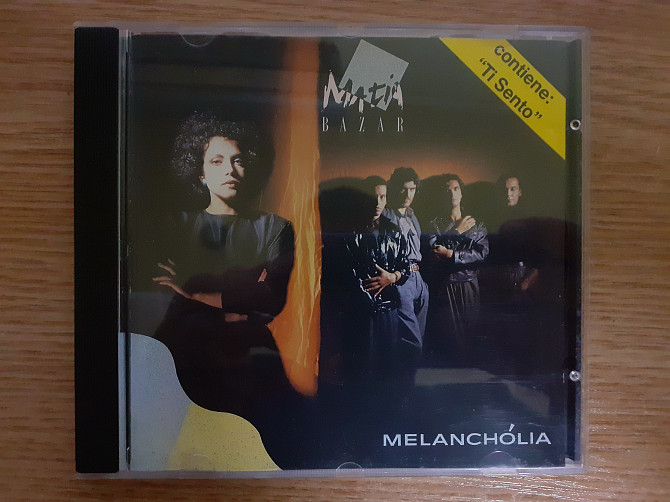 Matia
BAZAR
contiene:
"Ti Sento"
MELANCHÓLIA